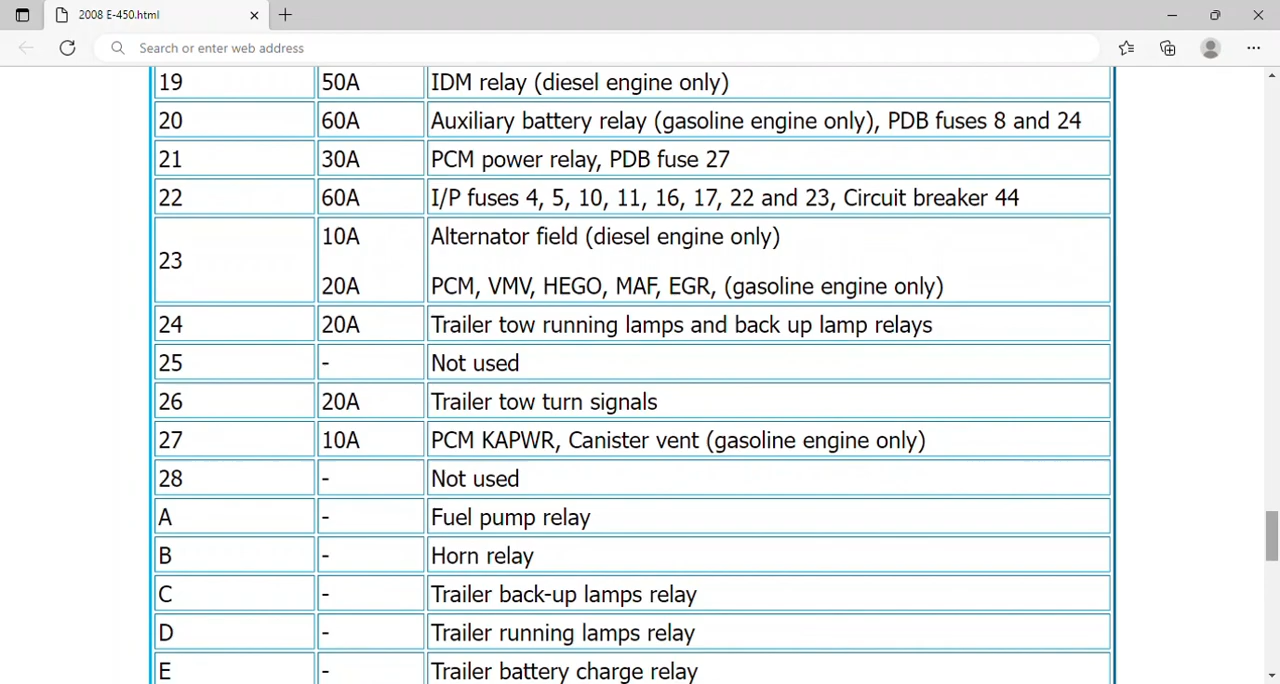 2008 E-450.html
Search or enter web address
19 50A IDM relay (diesel engine only)
20 60A Auxiliary battery relay (gasoline engine only), PDB fuses 8 and 24
21 30A PCM power relay, PDB fuse 27
22 60A I/P fuses 4, 5, 10, 11, 16, 17, 22 and 23, Circuit breaker 44
23 10A Alternator field (diesel engine only)
20A PCM, VMV, HEGO, MAF, EGR, (gasoline engine only)
24 20A Trailer tow running lamps and back up lamp relays
25 - Not used
26 20A Trailer tow turn signals
27 10A PCM KAPWR, Canister vent (gasoline engine only)
28 - Not used
A - Fuel pump relay
B - Horn relay
C - Trailer back-up lamps relay
D - Trailer running lamps relay
E - Trailer battery charge relay